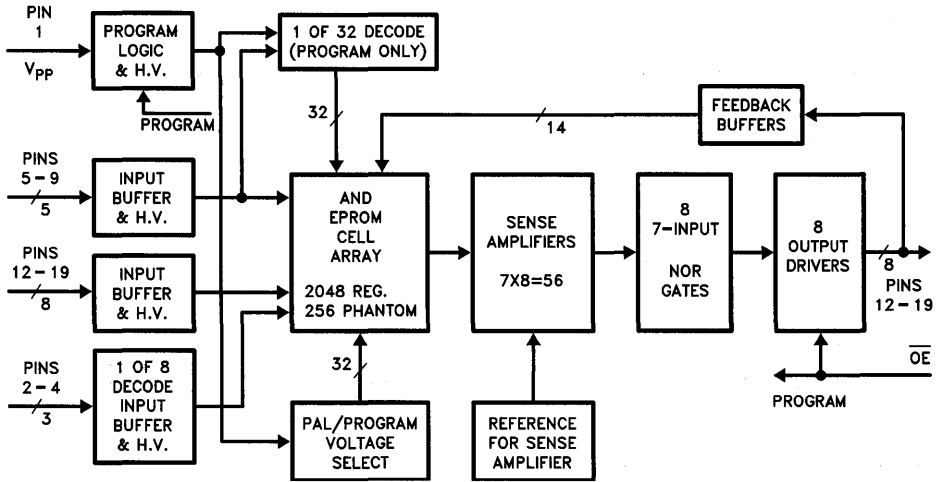 PIN
1
VPP
PROGRAM
LOGIC
& H.V.
PROGRAM
1 OF 32 DECODE
(PROGRAM ONLY)
32
14
FEEDBACK
BUFFERS
PINS
5-9
5
INPUT
BUFFER
& H.V.
PINS
12-19
8
INPUT
BUFFER
& H.V.
PINS
2-4
3
1 OF 8
DECODE
INPUT
BUFFER
& H.V.
AND
EPROM
CELL
ARRAY
2048 REG.
256 PHANTOM
32
PAL/PROGRAM
VOLTAGE
SELECT
SENSE
AMPLIFIERS
7X8=56
REFERENCE
FOR SENSE
AMPLIFIER
8
7-INPUT
NOR
GATES
8
OUTPUT
DRIVERS
8
PINS
12-19
OE
PROGRAM